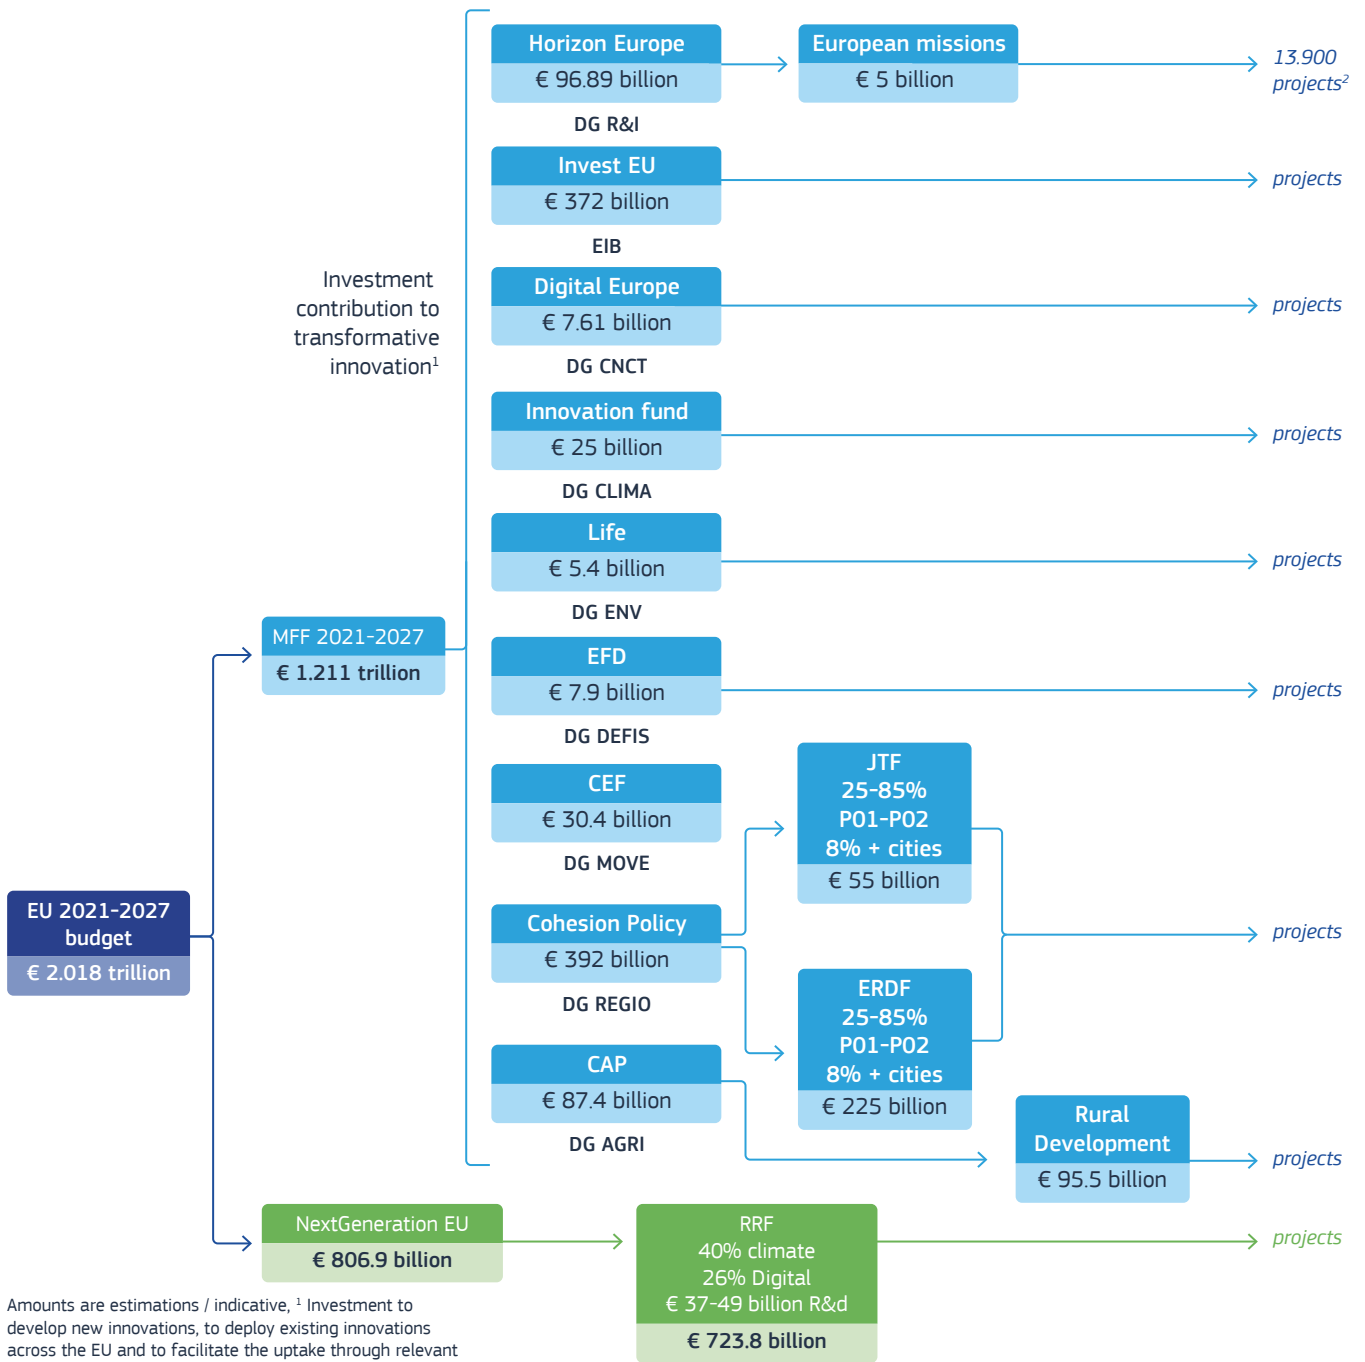 Horizon Europe
€ 96.89 billion
DG R&I
European missions
€ 5 billion
13.900
projects²
Invest EU
€ 372 billion
EIB
projects
Investment
contribution to
transformative
innovation¹
Digital Europe
€ 7.61 billion
DG CNCT
projects
Innovation fund
€ 25 billion
DG CLIMA
projects
Life
€ 5.4 billion
DG ENV
projects
MFF 2021-2027
€ 1.211 trillion
EFD
€ 7.9 billion
DG DEFIS
projects
CEF
€ 30.4 billion
DG MOVE
JTF
25-85%
P01-P02
8% + cities
€ 55 billion
EU 2021-2027
budget
€ 2.018 trillion
Cohesion Policy
€ 392 billion
DG REGIO
projects
ERDF
25-85%
P01-P02
8% + cities
€ 225 billion
CAP
€ 87.4 billion
DG AGRI
Rural
Development
€ 95.5 billion
projects
NextGeneration EU
€ 806.9 billion
RRF
40% climate
26% Digital
€ 37-49 billion R&d
€ 723.8 billion
projects
Amounts are estimations / indicative, ¹ Investment to
develop new innovations, to deploy existing innovations
across the EU and to facilitate the uptake through relevant